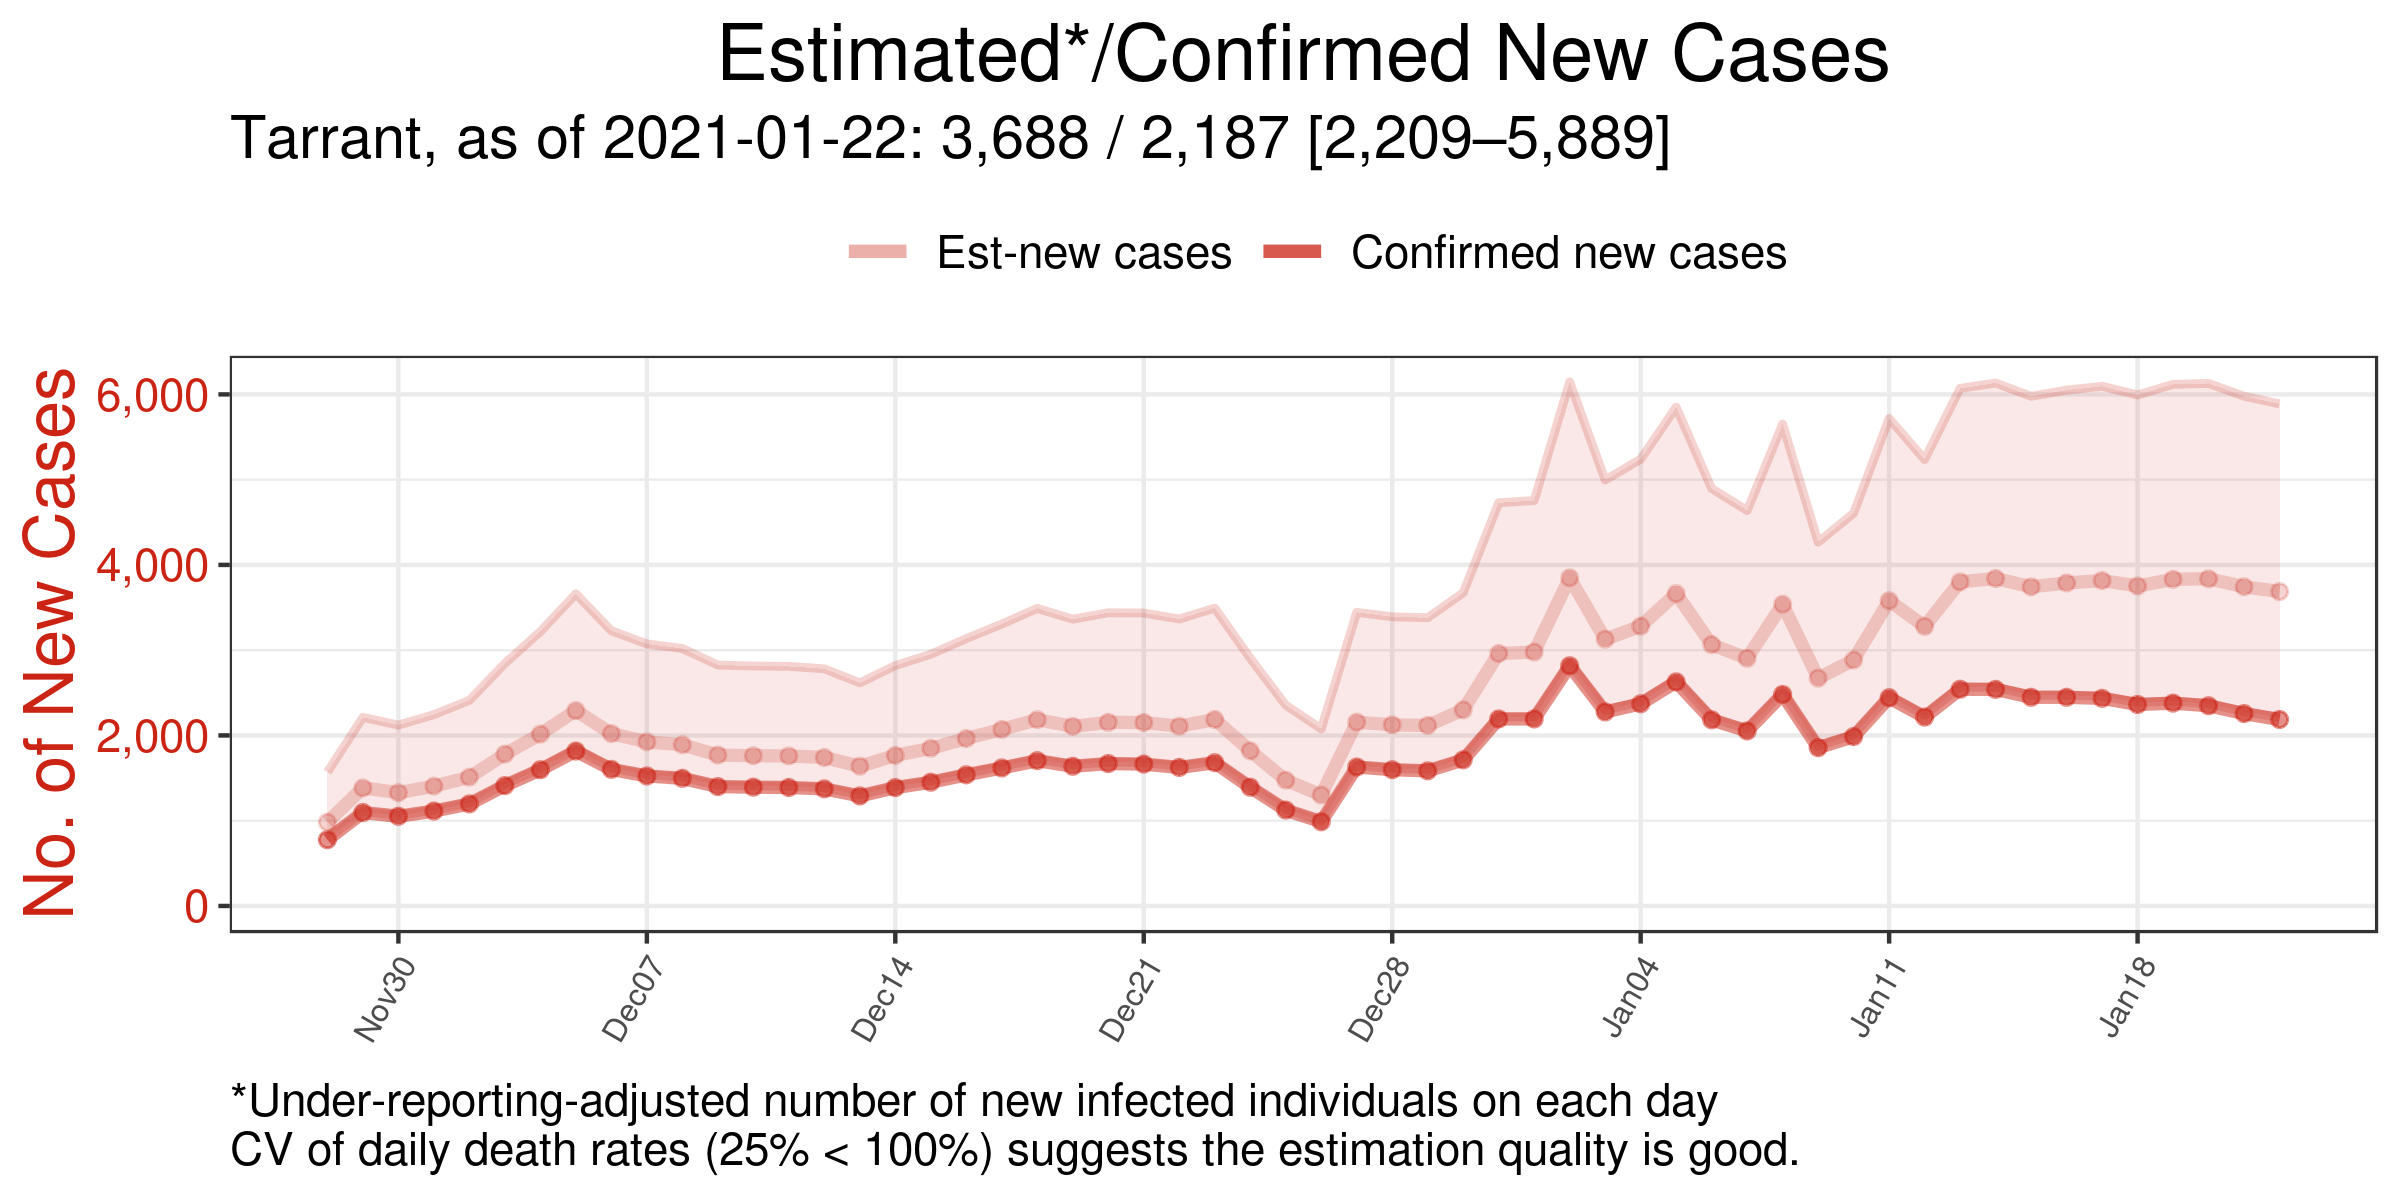 Estimated*/Confirmed New Cases
Tarrant, as of 2021-01-22: 3,688 / 2,187 [2,209–5,889]
Est-new cases
Confirmed new cases
No. of New Cases
6,000
4,000
2,000
0
Nov30
Dec07
Dec14
Dec21
Dec28
Jan04
Jan11
Jan18
*Under-reporting-adjusted number of new infected individuals on each day
CV of daily death rates (25% < 100%) suggests the estimation quality is good.